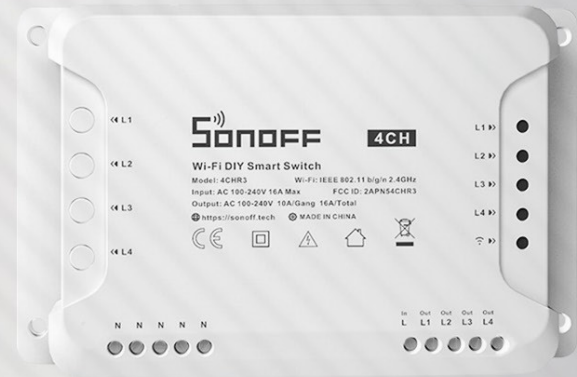 SONOFF 4CH
Wi-Fi DIY Smart Switch
Model: 4CHR3 Wi-Fi: IEEE 802.11 b/g/n 2.4GHz
Input: AC 100-240V 16A Max FCC ID: 2APN54CHR3
Output: AC 100-240V 10A/Gang 16A/Total
https://sonoff.tech MADE IN CHINA
CE
L1
L2
L3
L4
L1
L2
L3
L4
N N N N N
In Out Out Out Out
L L1 L2 L3 L4